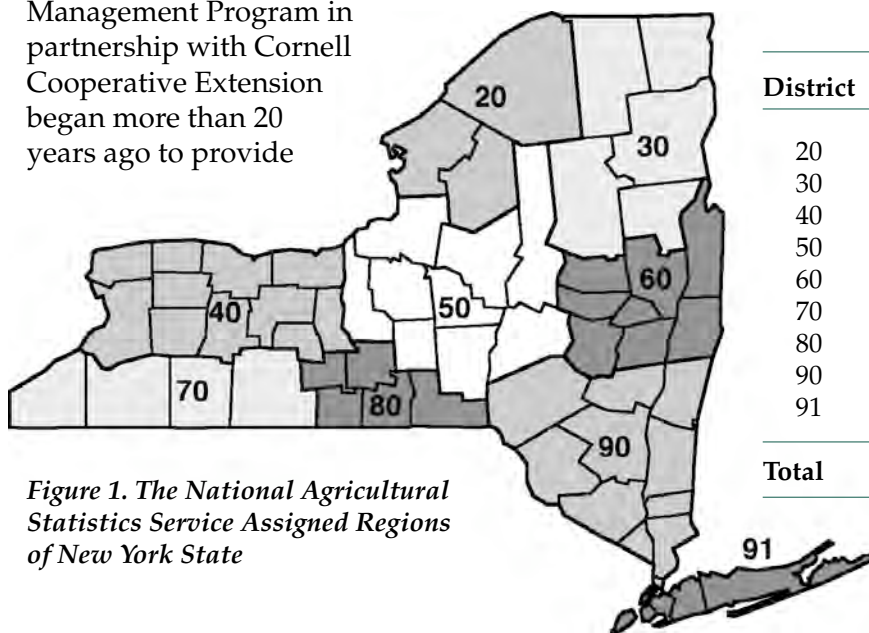 Management Program in
partnership with Cornell
Cooperative Extension
began more than 20
years ago to provide
20
30
40
50
60
70
80
90
91
Figure 1. The National Agricultural
Statistics Service Assigned Regions
of New York State
District
20
30
40
50
60
70
80
90
91
Total